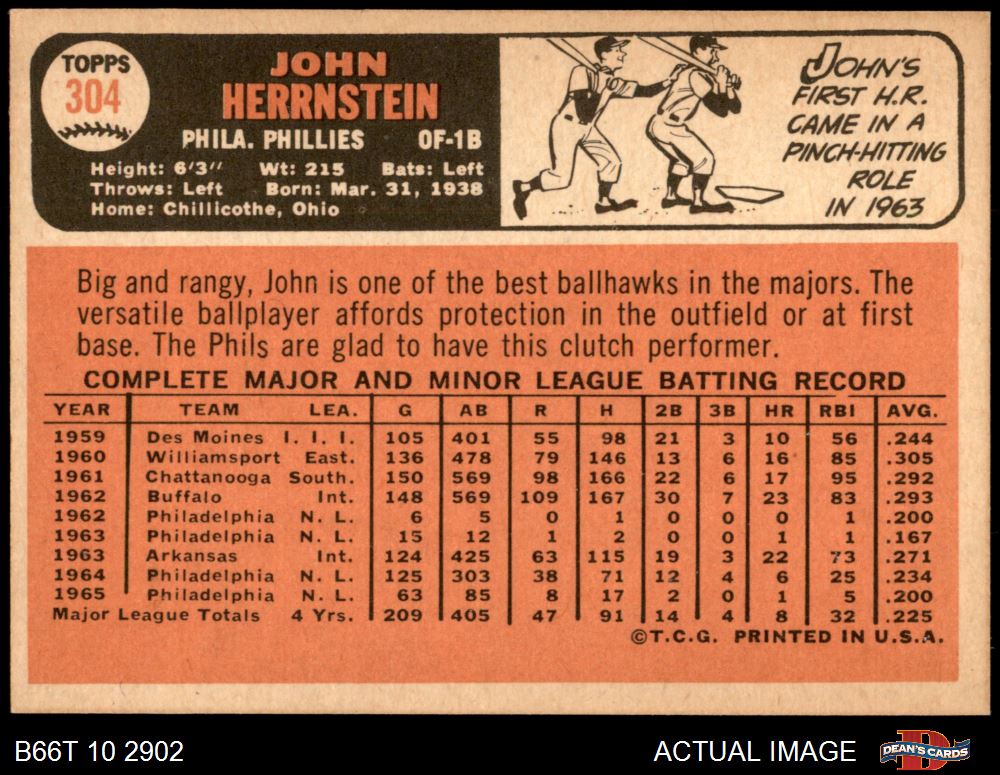 TOPPS
304
JOHN
HERRNSTEIN
PHILA. PHILLIES OF-1B
Height: 6'3" Wt: 215 Bats: Left
Throws: Left Born: Mar. 31, 1938
Home: Chillicothe, Ohio
JOHN'S
FIRST H.R.
CAME IN A
PINCH-HITTING
ROLE
IN 1963
Big and rangy, John is one of the best ballhawks in the majors. The
versatile ballplayer affords protection in the outfield or at first
base. The Phils are glad to have this clutch performer.
COMPLETE MAJOR AND MINOR LEAGUE BATTING RECORD
YEAR TEAM LEA. G AB R H 2B 3B HR RBI AVG.
1959 Des Moines I. I. I. 105 401 55 98 21 3 10 56 .244
1960 Williamsport East. 136 478 79 146 13 6 16 85 .305
1961 Chattanooga South. 150 569 98 166 22 6 17 95 .292
1962 Buffalo Int. 148 569 109 167 30 7 23 83 .293
1962 Philadelphia N. L. 6 5 0 1 0 0 0 1 .200
1963 Philadelphia N. L. 15 12 1 2 0 0 1 1 .167
1963 Arkansas Int. 124 425 63 115 19 3 22 73 .271
1964 Philadelphia N. L. 125 303 38 71 12 4 6 25 .234
1965 Philadelphia N. L. 63 85 8 17 2 0 1 5 .200
Major League Totals 4 Yrs. 209 405 47 91 14 4 8 32 .225
©T.C.G. PRINTED IN U.S.A.
B66T 10 2902 ACTUAL IMAGE
DEAN'S CARDS